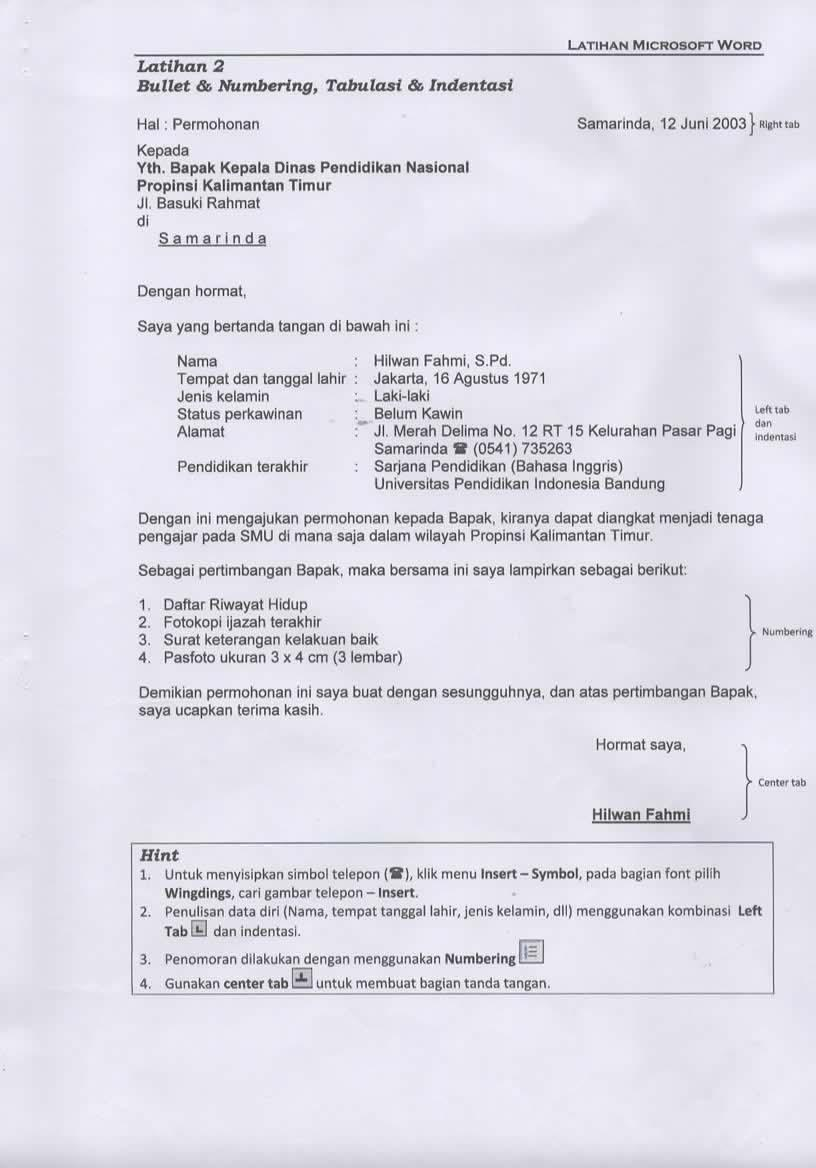 LATIHAN MICROSOFT WORD
Latihan 2
Bullet & Numbering, Tabulasi & Indentasi
Hal : Permohonan Samarinda, 12 Juni 2003 Right tab
Kepada
Yth. Bapak Kepala Dinas Pendidikan Nasional
Propinsi Kalimantan Timur
Jl. Basuki Rahmat
di
S a m a r i n d a
Dengan hormat,
Saya yang bertanda tangan di bawah ini :
Nama : Hilwan Fahmi, S.Pd.
Tempat dan tanggal lahir : Jakarta, 16 Agustus 1971
Jenis kelamin : Laki-laki
Status perkawinan : Belum Kawin
Alamat : Jl. Merah Delima No. 12 RT 15 Kelurahan Pasar Pagi
Samarinda ☎ (0541) 735263
Pendidikan terakhir : Sarjana Pendidikan (Bahasa Inggris)
Universitas Pendidikan Indonesia Bandung
Left tab
dan
indentasi
Dengan ini mengajukan permohonan kepada Bapak, kiranya dapat diangkat menjadi tenaga
pengajar pada SMU di mana saja dalam wilayah Propinsi Kalimantan Timur.
Sebagai pertimbangan Bapak, maka bersama ini saya lampirkan sebagai berikut:
1. Daftar Riwayat Hidup
2. Fotokopi ijazah terakhir
3. Surat keterangan kelakuan baik
4. Pasfoto ukuran 3 x 4 cm (3 lembar)
Numbering
Demikian permohonan ini saya buat dengan sesungguhnya, dan atas pertimbangan Bapak,
saya ucapkan terima kasih.
Hormat saya,
Center tab
Hilwan Fahmi
Hint
1. Untuk menyisipkan simbol telepon (☎), klik menu Insert – Symbol, pada bagian font pilih
Wingdings, cari gambar telepon – Insert.
2. Penulisan data diri (Nama, tempat tanggal lahir, jenis kelamin, dll) menggunakan kombinasi Left
Tab dan indentasi.
3. Penomoran dilakukan dengan menggunakan Numbering
4. Gunakan center tab untuk membuat bagian tanda tangan.